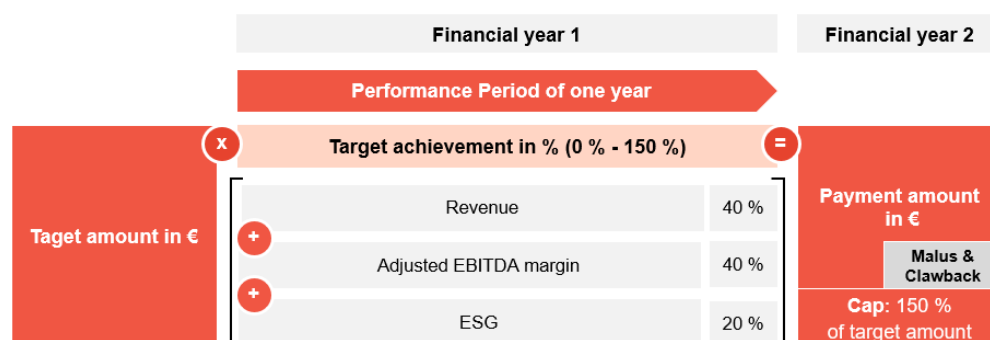 Financial year 1
Financial year 2
Performance Period of one year
x
Target achievement in % (0 % - 150 %)
=
Taget amount in €
Revenue
40 %
+
Adjusted EBITDA margin
40 %
+
ESG
20 %
Payment amount
in €
Malus &
Clawback
Cap: 150 %
of target amount